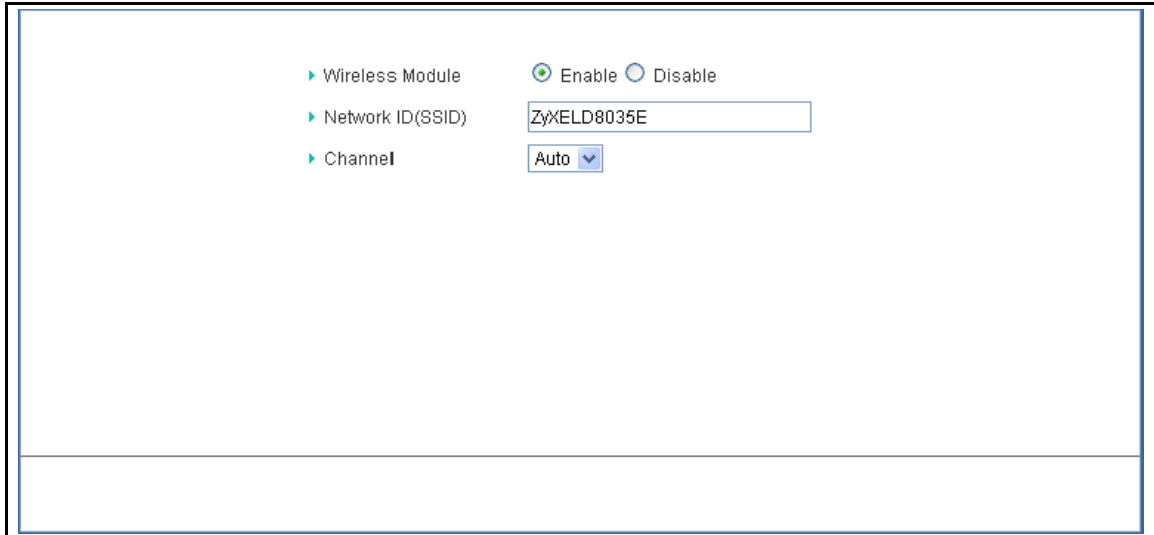 Wireless Module Enable Disable
Network ID(SSID) ZyXELD8035E
Channel Auto